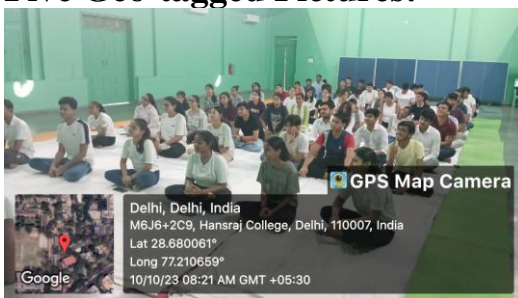 Five Geo-tagged Pictures:
GPS Map Camera
Delhi, Delhi, India
M6J6+2C9, Hansraj College, Delhi, 110007, India
Lat 28.680061°
Long 77.210659°
10/10/23 08:21 AM GMT +05:30
Google